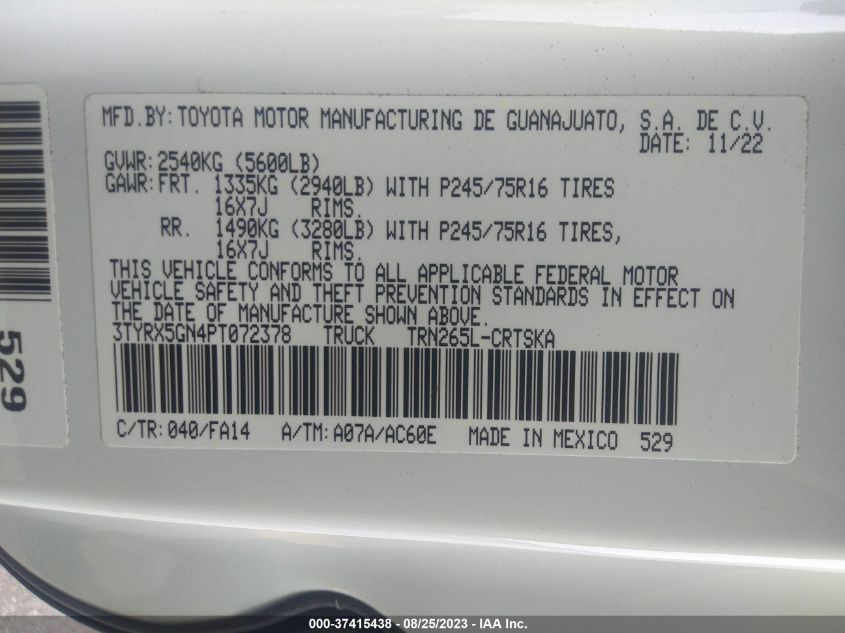 MFD.BY: TOYOTA MOTOR MANUFACTURING DE GUANAJUATO, S.A. DE C.V.
DATE: 11/22
GVWR: 2540KG (5600LB)
GAWR: FRT. 1335KG (2940LB) WITH P245/75R16 TIRES
16X7J RIMS.
RR. 1490KG (3280LB) WITH P245/75R16 TIRES,
16X7J RIMS.
THIS VEHICLE CONFORMS TO ALL APPLICABLE FEDERAL MOTOR
VEHICLE SAFETY AND THEFT PREVENTION STANDARDS IN EFFECT ON
THE DATE OF MANUFACTURE SHOWN ABOVE.
3TYRX5GN4PT072378 TRUCK TRN265L-CRTSKA
C/TR: 040/FA14 A/TM: A07A/AC60E MADE IN MEXICO 529
529
000-37415438 - 08/25/2023 - IAA Inc.